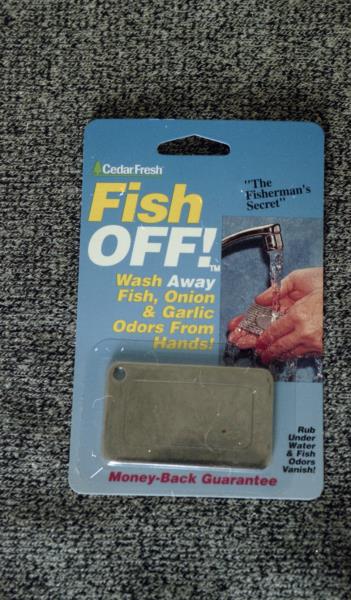 CedarFresh
Fish
OFF!™
"The
Fisherman's
Secret"
Wash Away
Fish, Onion
& Garlic
Odors From
Hands!
Rub
Under
Water
& Fish
Odors
Vanish!
Money-Back Guarantee